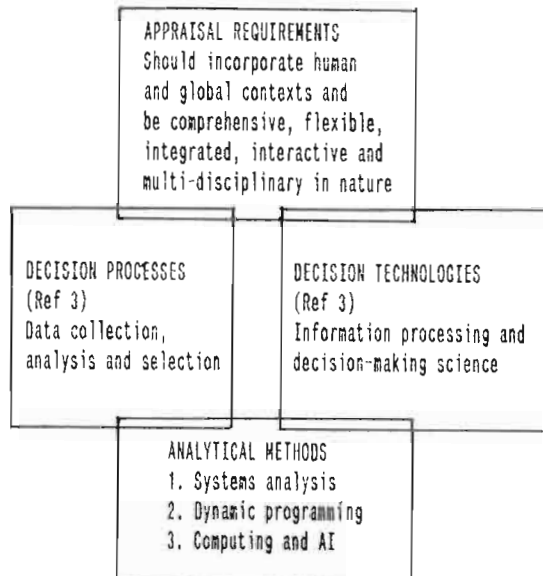 APPRAISAL REQUIREMENTS
Should incorporate human
and global contexts and
be comprehensive, flexible,
integrated, interactive and
multi-disciplinary in nature
DECISION PROCESSES
(Ref 3)
Data collection,
analysis and selection
DECISION TECHNOLOGIES
(Ref 3)
Information processing and
decision-making science
ANALYTICAL METHODS
1. Systems analysis
2. Dynamic programming
3. Computing and AI